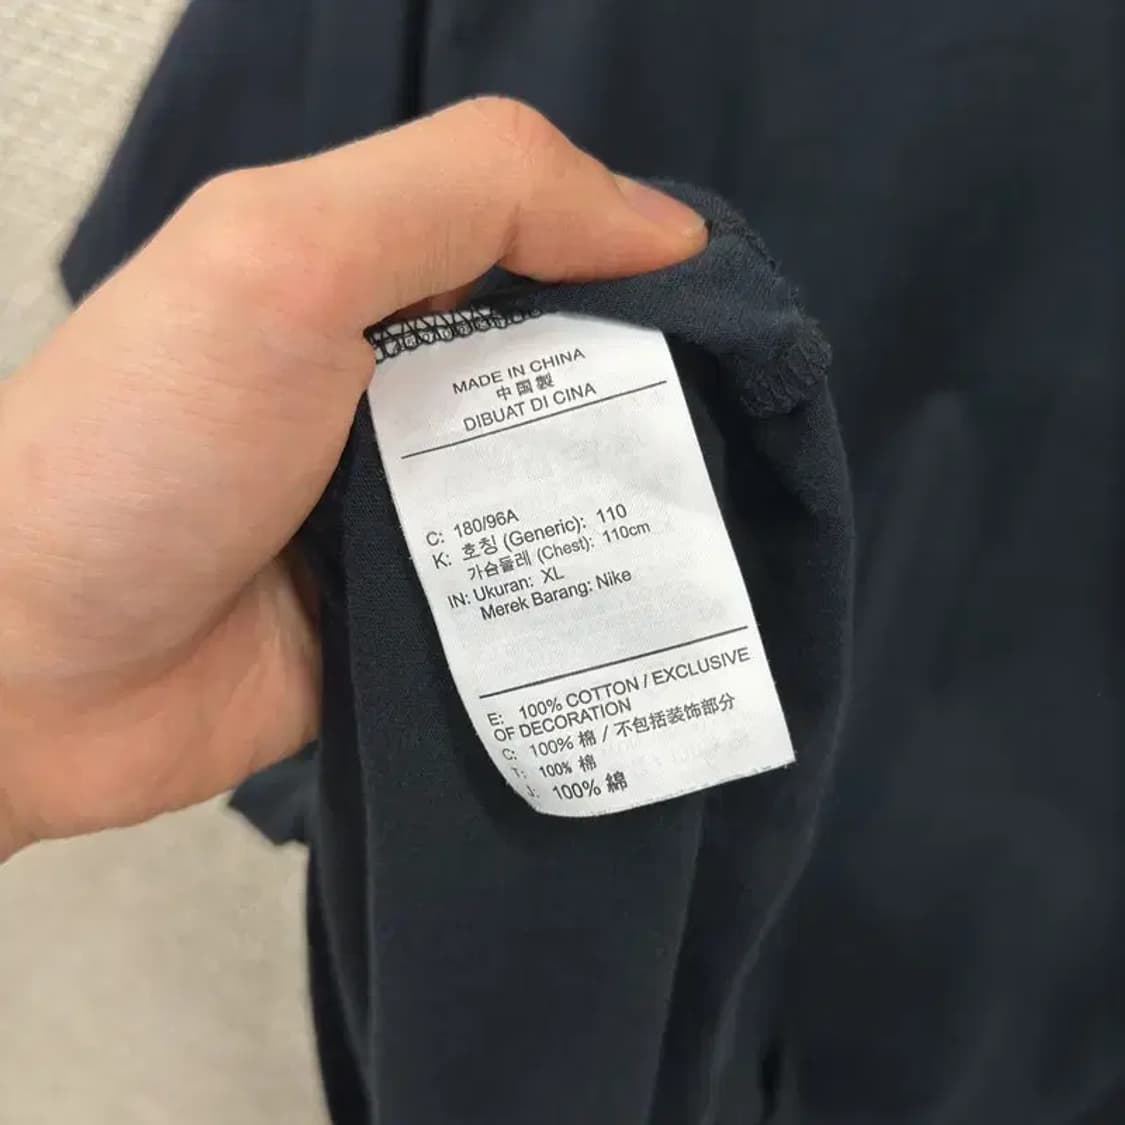 MADE IN CHINA
中国製
DIBUAT DI CINA
C: 180/96A
K: 호칭 (Generic): 110
가슴둘레 (Chest): 110cm
IN: Ukuran: XL
Merek Barang: Nike
E: 100% COTTON / EXCLUSIVE
OF DECORATION
C: 100% 棉 / 不包括装饰部分
T: 100% 棉
J: 100% 綿